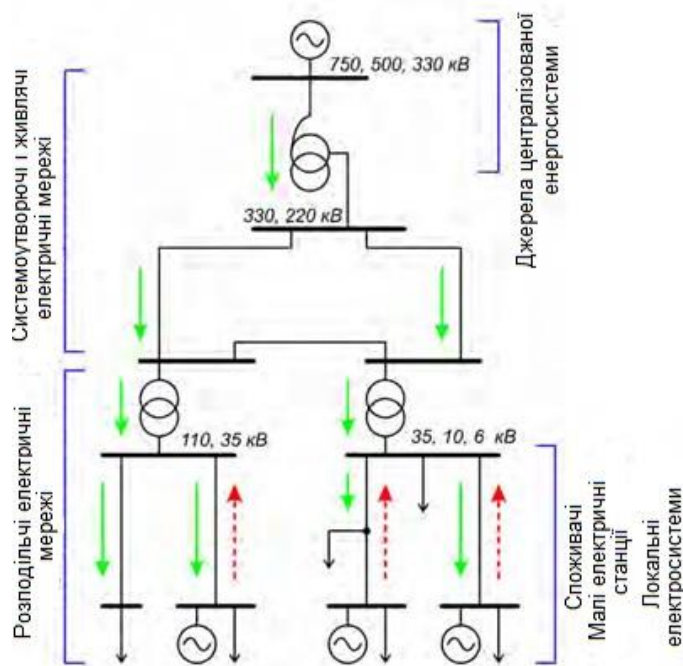 750, 500, 330 кВ
330, 220 кВ
110, 35 кВ
35, 10, 6 кВ
Системоутворюючі і живлячі
електричні мережі
Розподільчі електричні
мережі
Джерела централізованої
енергосистеми
Споживачі
Малі електричні
станції
Локальні
електросистеми